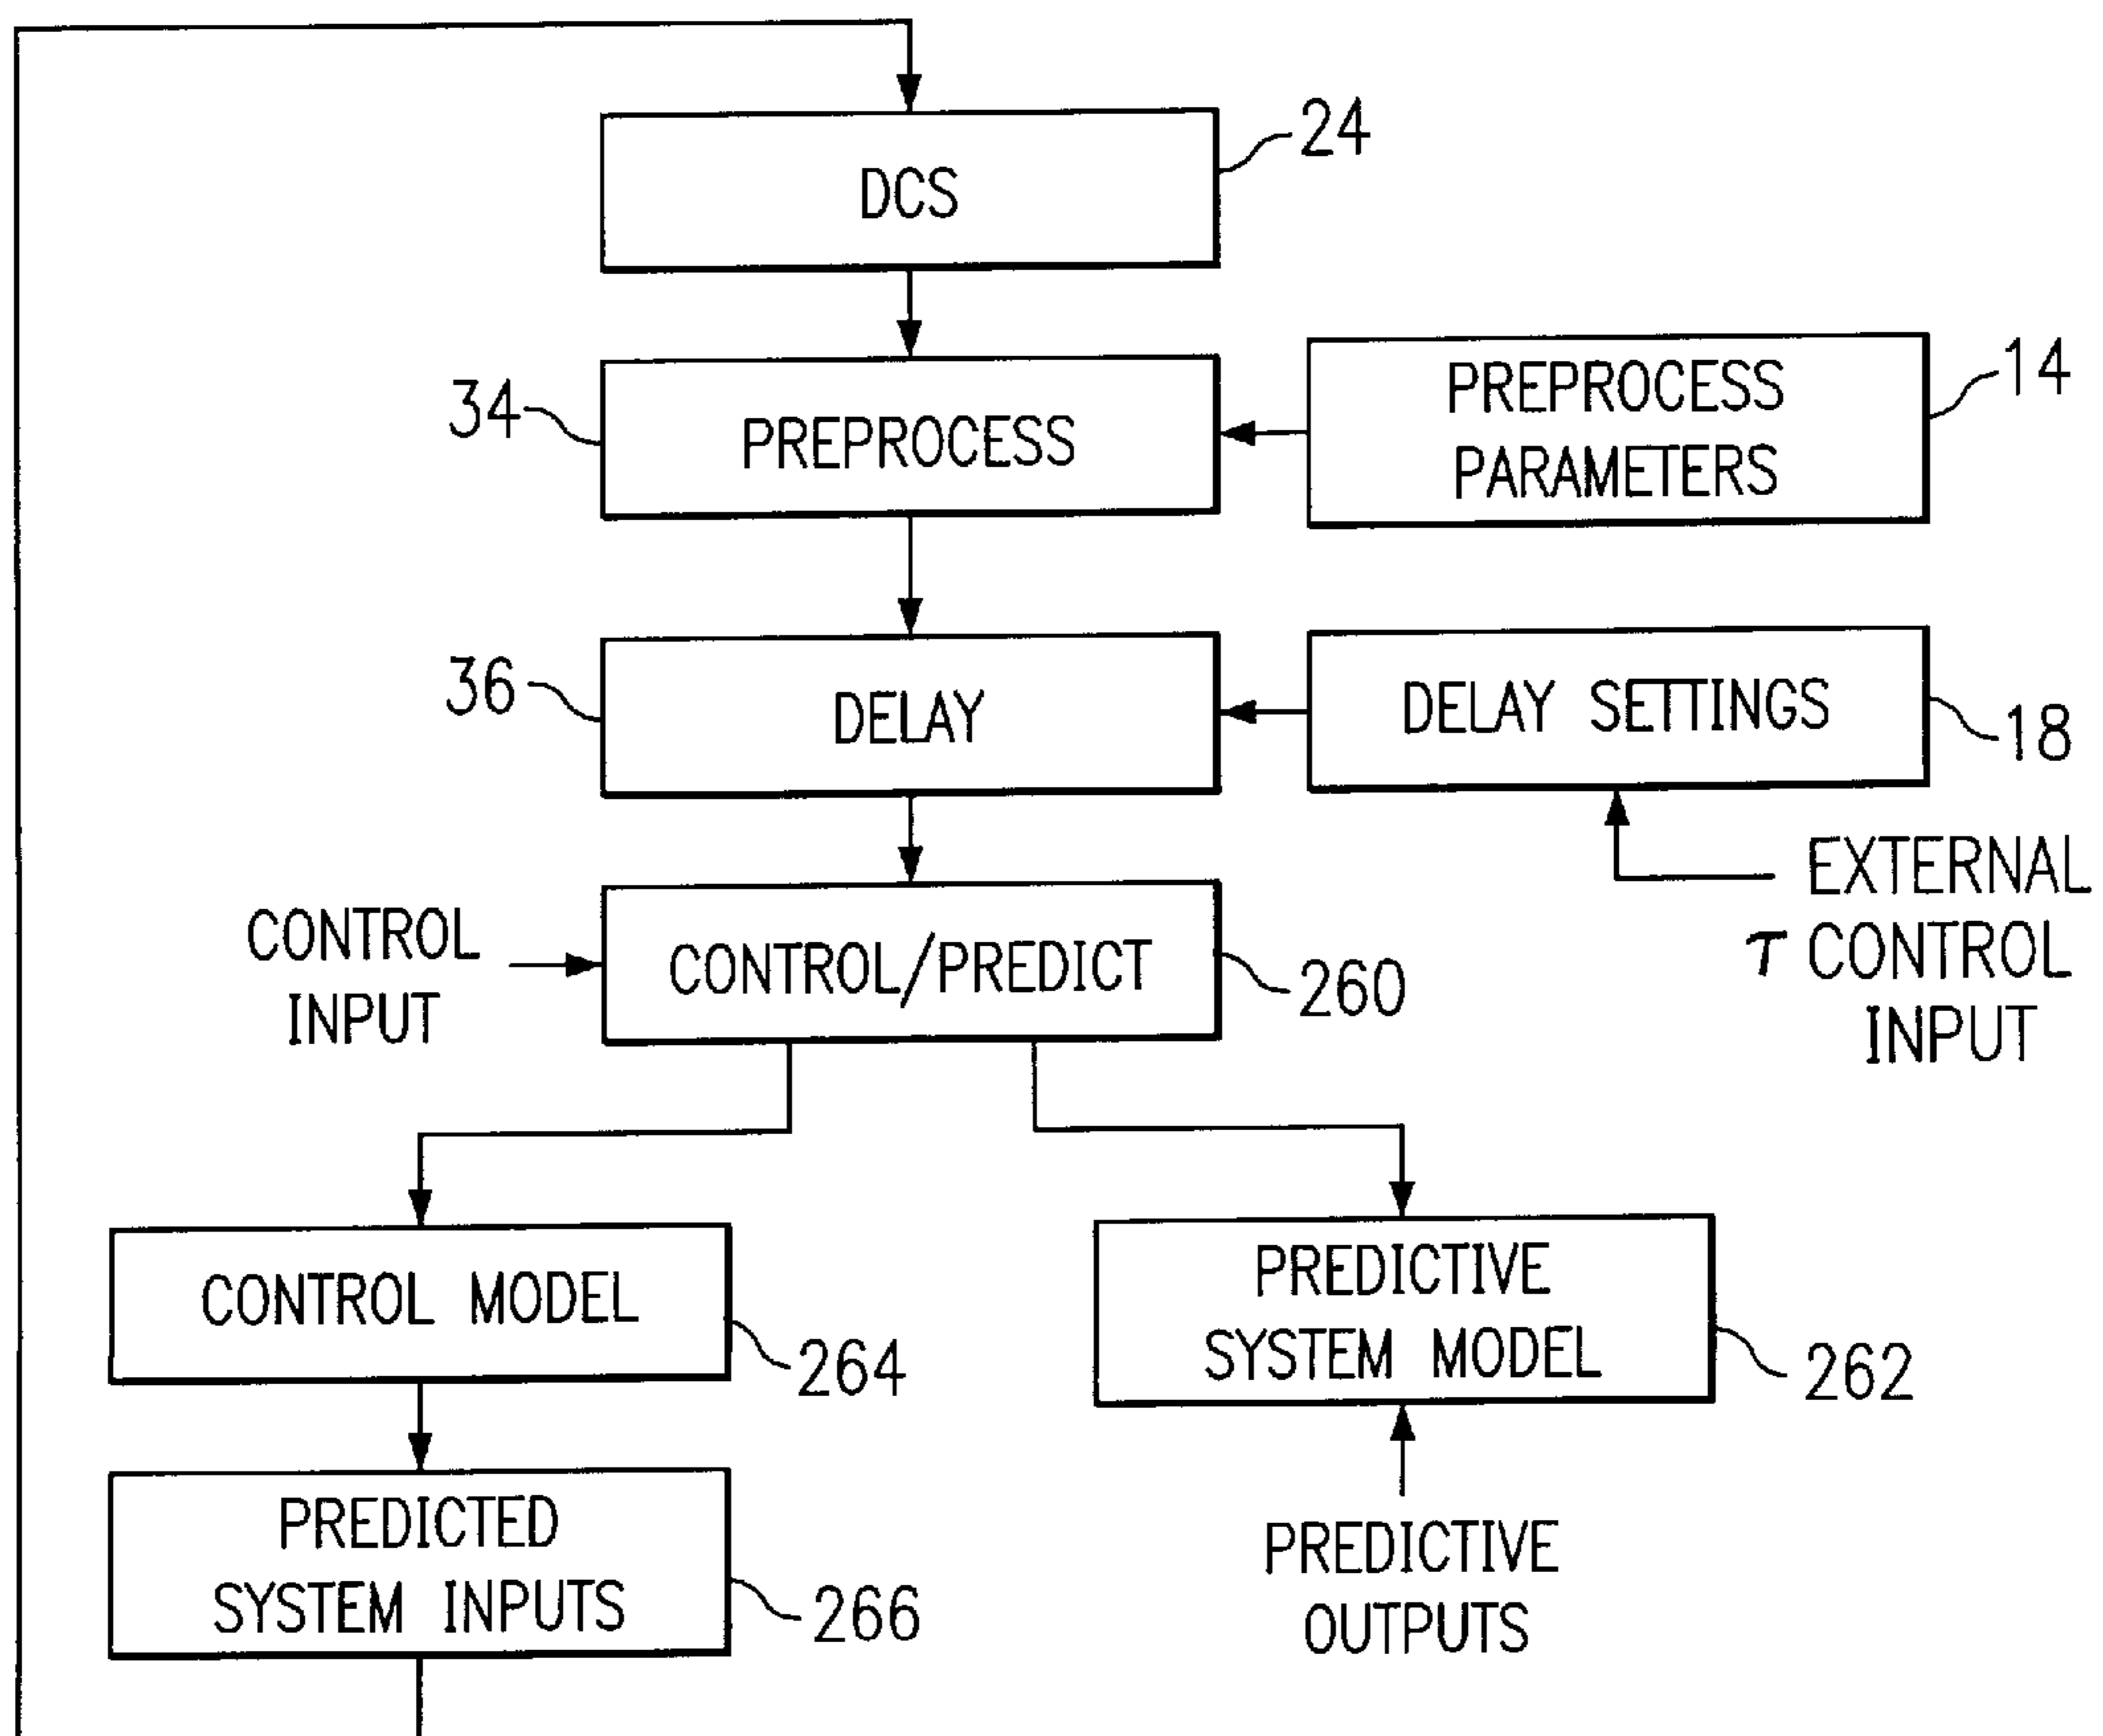 24
DCS
34
PREPROCESS
PREPROCESS
PARAMETERS
14
36
DELAY
DELAY SETTINGS
18
EXTERNAL
τ CONTROL
INPUT
CONTROL
INPUT
CONTROL/PREDICT
260
CONTROL MODEL
264
PREDICTIVE
SYSTEM MODEL
262
PREDICTED
SYSTEM INPUTS
266
PREDICTIVE
OUTPUTS